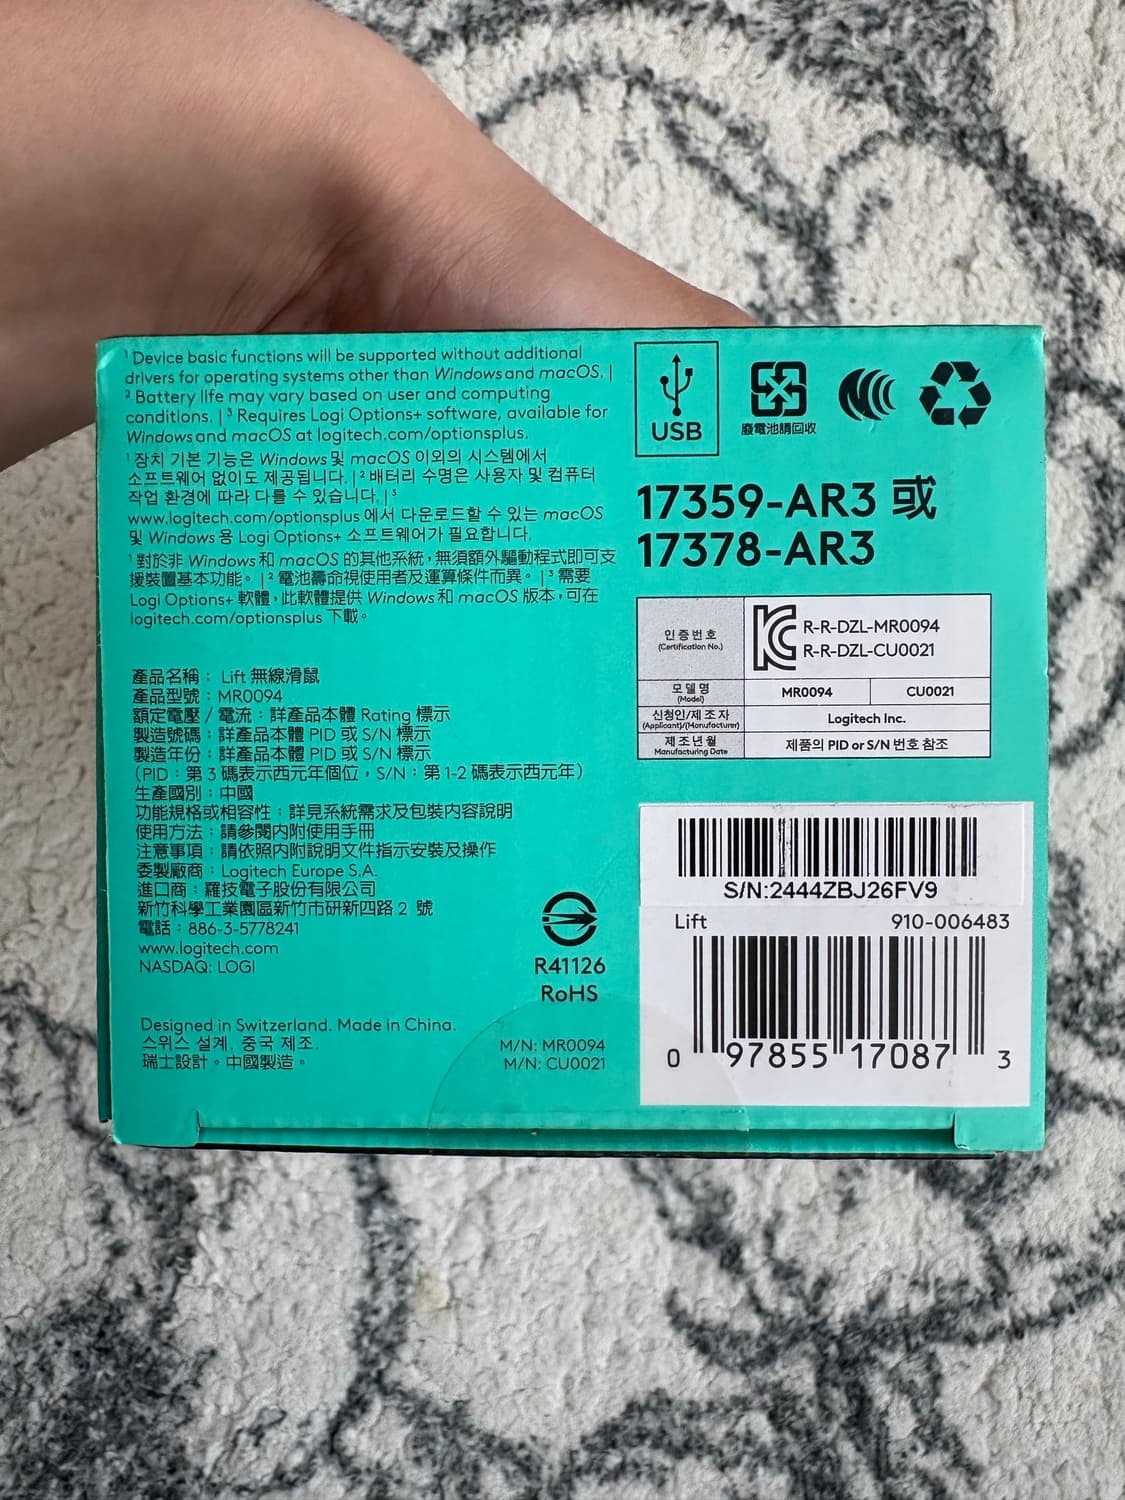 ¹ Device basic functions will be supported without additional
drivers for operating systems other than Windows and macOS. |
² Battery life may vary based on user and computing
conditions. | ³ Requires Logi Options+ software, available for
Windows and macOS at logitech.com/optionsplus.
¹ 장치 기본 기능은 Windows 및 macOS 이외의 시스템에서
소프트웨어 없이도 제공됩니다. | ² 배터리 수명은 사용자 및 컴퓨터
작업 환경에 따라 다를 수 있습니다. | ³
www.logitech.com/optionsplus 에서 다운로드할 수 있는 macOS
및 Windows 용 Logi Options+ 소프트웨어가 필요합니다.
¹ 對於非 Windows 和 macOS 的其他系統，無須額外驅動程式即可支
援裝置基本功能。 | ² 電池壽命視使用者及運算條件而異。 | ³ 需要
Logi Options+ 軟體，此軟體提供 Windows 和 macOS 版本，可在
logitech.com/optionsplus 下載。
產品名稱： Lift 無線滑鼠
產品型號：MR0094
額定電壓 / 電流：詳產品本體 Rating 標示
製造號碼：詳產品本體 PID 或 S/N 標示
製造年份：詳產品本體 PID 或 S/N 標示
（PID：第 3 碼表示西元年個位，S/N：第 1-2 碼表示西元年）
生產國別：中國
功能規格或相容性：詳見系統需求及包裝內容說明
使用方法：請參閱內附使用手冊
注意事項：請依照內附說明文件指示安裝及操作
委製廠商：Logitech Europe S.A.
進口商：羅技電子股份有限公司
新竹科學工業園區新竹市研新四路 2 號
電話：886-3-5778241
www.logitech.com
NASDAQ: LOGI
Designed in Switzerland. Made in China.
스위스 설계. 중국 제조.
瑞士設計。中國製造。
R41126
RoHS
M/N: MR0094
M/N: CU0021
USB
廢電池請回收
17359-AR3 或
17378-AR3
인증번호
(Certification No.)
R-R-DZL-MR0094
R-R-DZL-CU0021
모델명
(Model)
MR0094
CU0021
신청인/제조자
(Applicant)/(Manufacturer)
Logitech Inc.
제조년월
Manufacturing Date
제품의 PID or S/N 번호 참조
S/N:2444ZBJ26FV9
Lift 910-006483
0 97855 17087 3